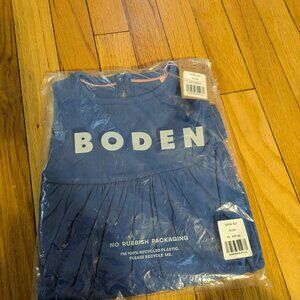 BODEN
NO RUBBISH PACKAGING
I'M 100% RECYCLED PLASTIC.
PLEASE RECYCLE ME.